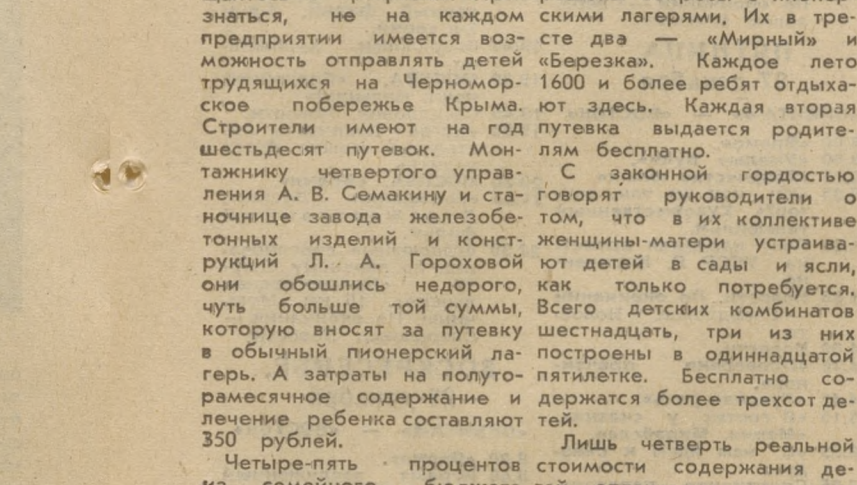 знаться, не на каждом
предприятии имеется воз-
можность отправлять детей
трудящихся на Черномор-
ское побережье Крыма.
Строители имеют на год
шестьдесят путевок. Мон-
тажнику четвертого управ-
ления А. В. Семакину и ста-
ночнице завода железобе-
тонных изделий и конст-
рукций Л. А. Гороховой
они обошлись недорого,
чуть больше той суммы,
которую вносят за путевку
в обычный пионерский ла-
герь. А затраты на полуто-
рамесячное содержание и
лечение ребенка составляют
350 рублей.
Четыре-пять процентов
из семейного бюджета
скими лагерями. Их в тре-
сте два — «Мирный» и
«Березка». Каждое лето
1600 и более ребят отдыха-
ют здесь. Каждая вторая
путевка выдается родите-
лям бесплатно.
С законной гордостью
говорят руководители о
том, что в их коллективе
женщины-матери устраива-
ют детей в сады и ясли,
как только потребуется.
Всего детских комбинатов
шестнадцать, три из них
построены в одиннадцатой
пятилетке. Бесплатно со-
держатся более трехсот де-
тей.
Лишь четверть реальной
стоимости содержания де-